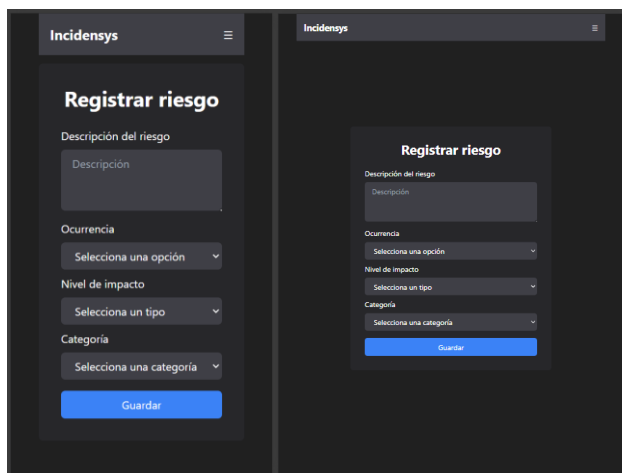 Incidensys
☰
Registrar riesgo
Descripción del riesgo
Descripción
Ocurrencia
Selecciona una opción
Nivel de impacto
Selecciona un tipo
Categoría
Selecciona una categoría
Guardar
Incidensys
☰
Registrar riesgo
Descripción del riesgo
Descripción
Ocurrencia
Selecciona una opción
Nivel de impacto
Selecciona un tipo
Categoría
Selecciona una categoría
Guardar